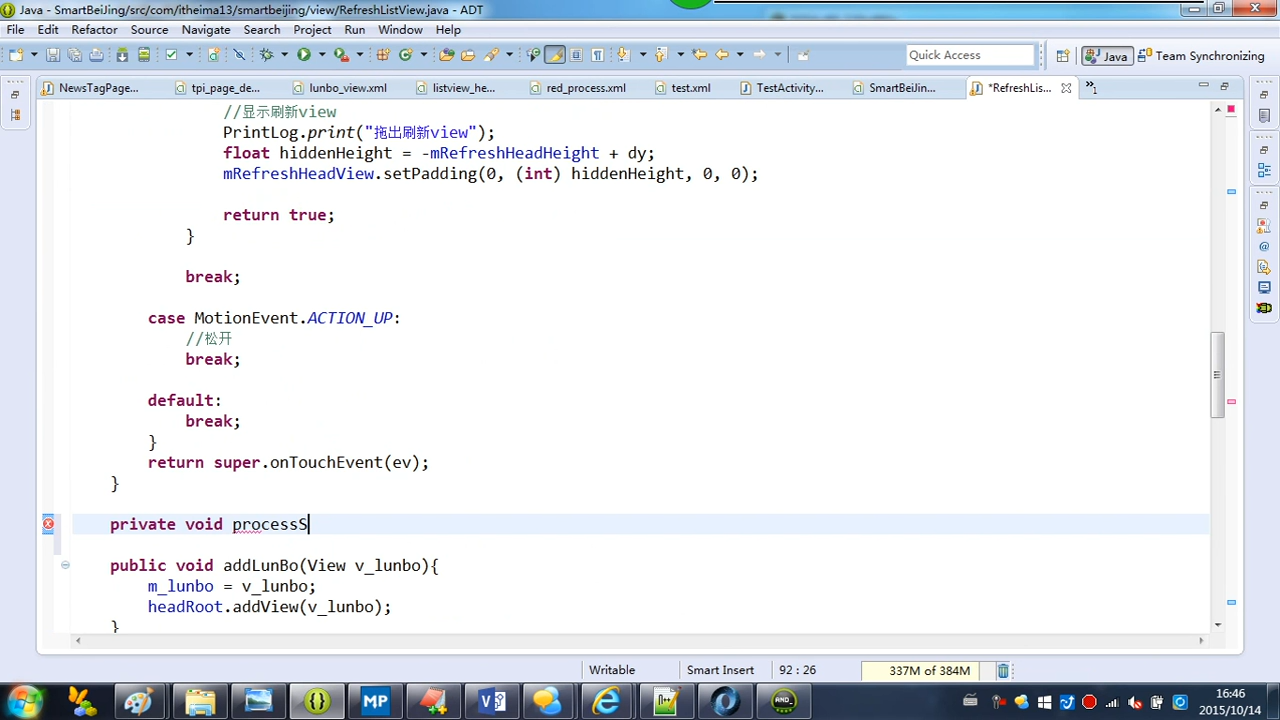 Java - SmartBeiJing/src/com/itheima13/smartbeijing/view/RefreshListView.java - ADT
File Edit Refactor Source Navigate Search Project Run Window Help
Quick Access Java Team Synchronizing
NewsTagPage... tpi_page_de... lunbo_view.xml listview_he... red_process.xml test.xml TestActivity... SmartBeiJin... *RefreshLis... »1
//显示刷新view
PrintLog.print("拖出刷新view");
float hiddenHeight = -mRefreshHeadHeight + dy;
mRefreshHeadView.setPadding(0, (int) hiddenHeight, 0, 0);
return true;
}
break;
case MotionEvent.ACTION_UP:
//松开
break;
default:
break;
}
return super.onTouchEvent(ev);
}
private void processS
public void addLunBo(View v_lunbo){
m_lunbo = v_lunbo;
headRoot.addView(v_lunbo);
}
Writable Smart Insert 92 : 26 337M of 384M
MP
16:46
2015/10/14